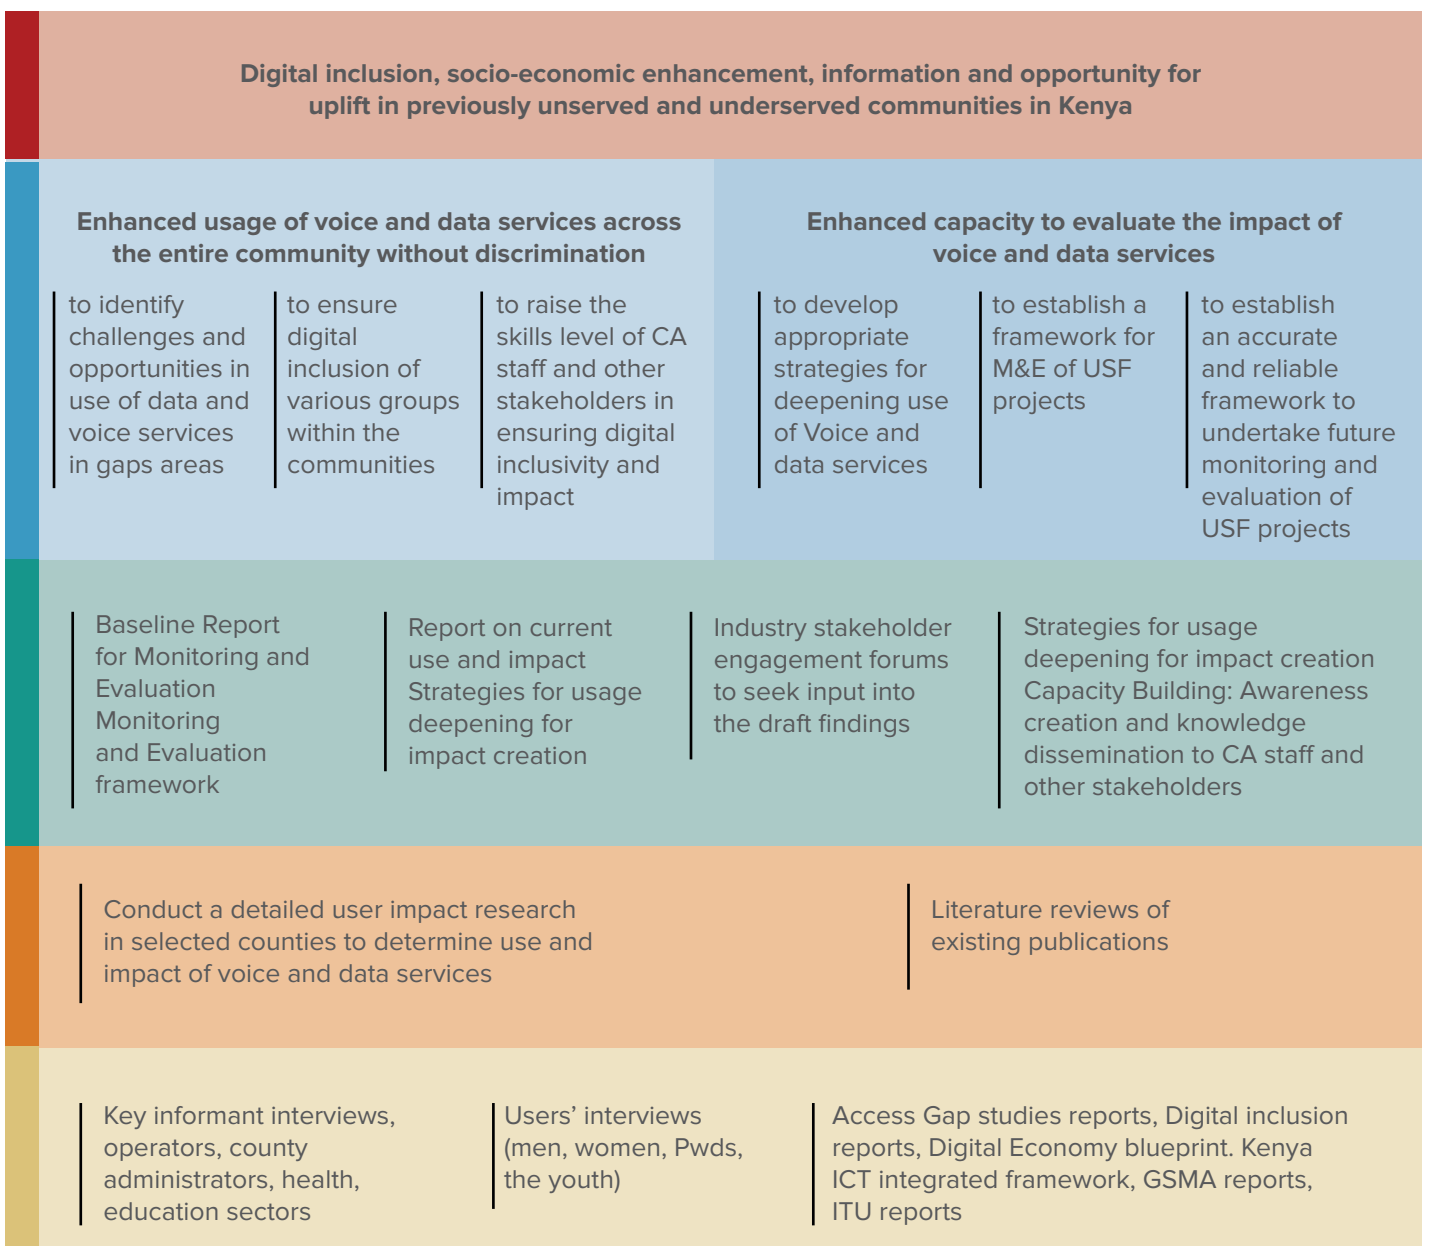 Digital inclusion, socio-economic enhancement, information and opportunity for
uplift in previously unserved and underserved communities in Kenya
Enhanced usage of voice and data services across
the entire community without discrimination
to identify
challenges and
opportunities in
use of data and
voice services
in gaps areas
to ensure
digital
inclusion of
various groups
within the
communities
to raise the
skills level of CA
staff and other
stakeholders in
ensuring digital
inclusivity and
impact
Enhanced capacity to evaluate the impact of
voice and data services
to develop
appropriate
strategies for
deepening use
of Voice and
data services
to establish a
framework for
M&E of USF
projects
to establish
an accurate
and reliable
framework to
undertake future
monitoring and
evaluation of
USF projects
Baseline Report
for Monitoring and
Evaluation
Monitoring
and Evaluation
framework
Report on current
use and impact
Strategies for usage
deepening for
impact creation
Industry stakeholder
engagement forums
to seek input into
the draft findings
Strategies for usage
deepening for impact creation
Capacity Building: Awareness
creation and knowledge
dissemination to CA staff and
other stakeholders
Conduct a detailed user impact research
in selected counties to determine use and
impact of voice and data services
Literature reviews of
existing publications
Key informant interviews,
operators, county
administrators, health,
education sectors
Users’ interviews
(men, women, Pwds,
the youth)
Access Gap studies reports, Digital inclusion
reports, Digital Economy blueprint. Kenya
ICT integrated framework, GSMA reports,
ITU reports